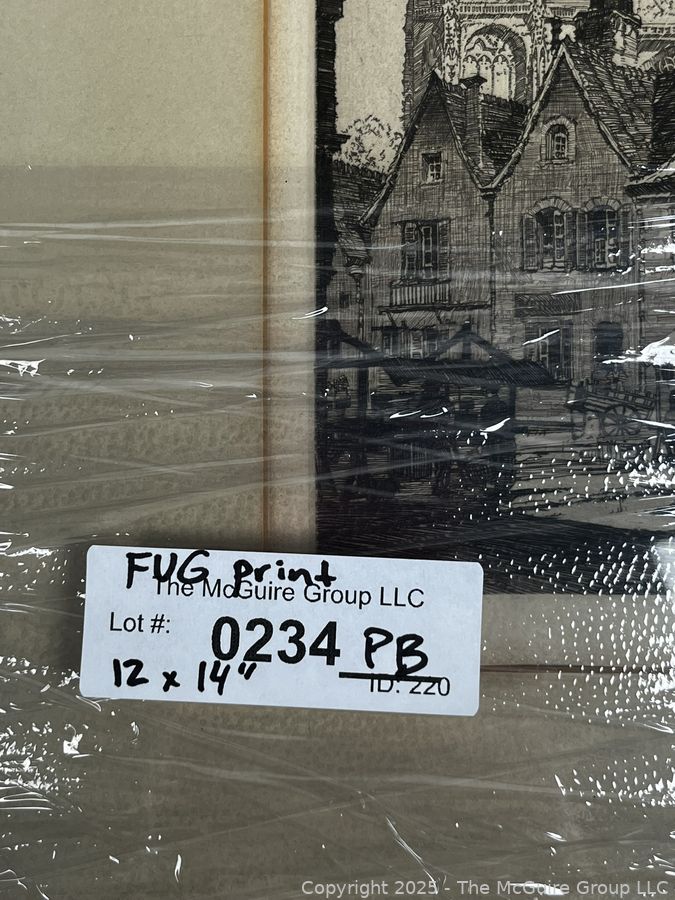 FUG print
The McGuire Group LLC
Lot #: 0234 PB
12 x 14" ID: 220
Copyright 2025 - The McGuire Group LLC